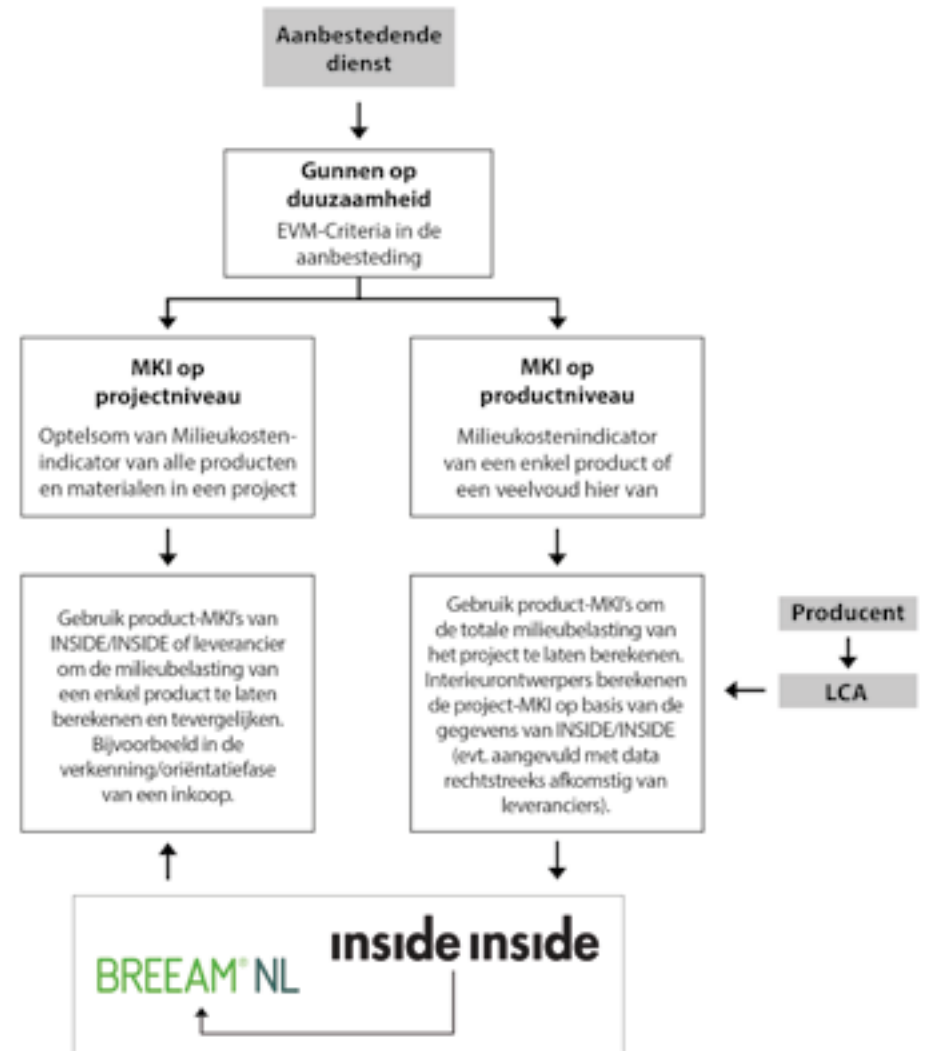 Aanbestedende
dienst
Gunnen op
duuzaamheid
EVM-Criteria in de
aanbesteding
MKI op
projectniveau
Optelsom van Milieukosten-
indicator van alle producten
en materialen in een project
MKI op
productniveau
Milieukostenindicator
van een enkel product of
een veelvoud hier van
Gebruik product-MKI's van
INSIDE/INSIDE of leverancier
om de milieubelasting van
een enkel product te laten
berekenen en tevergelijken.
Bijvoorbeeld in de
verkenning/oriëntatiefase
van een inkoop.
Gebruik product-MKI's om
de totale milieubelasting van
het project te laten berekenen.
Interieurontwerpers berekenen
de project-MKI op basis van de
gegevens van INSIDE/INSIDE
(evt. aangevuld met data
rechtstreeks afkomstig van
leveranciers).
Producent
LCA
BREEAM® NL
inside inside